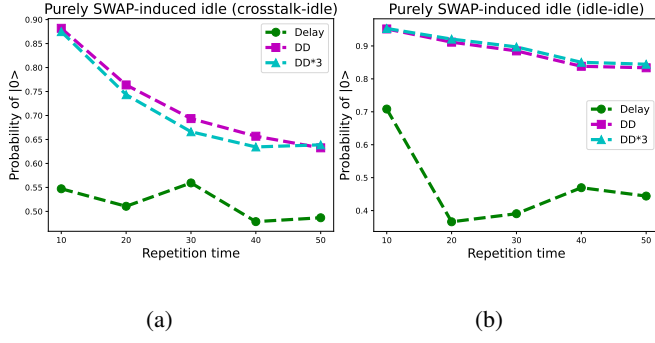 Purely SWAP-induced idle (crosstalk-idle)
Probability of |0>
0.90
0.85
0.80
0.75
0.70
0.65
0.60
0.55
0.50
Delay
DD
DD*3
10
20
30
40
50
Repetition time
(a)
Purely SWAP-induced idle (idle-idle)
Probability of |0>
0.9
0.8
0.7
0.6
0.5
0.4
Delay
DD
DD*3
10
20
30
40
50
Repetition time
(b)